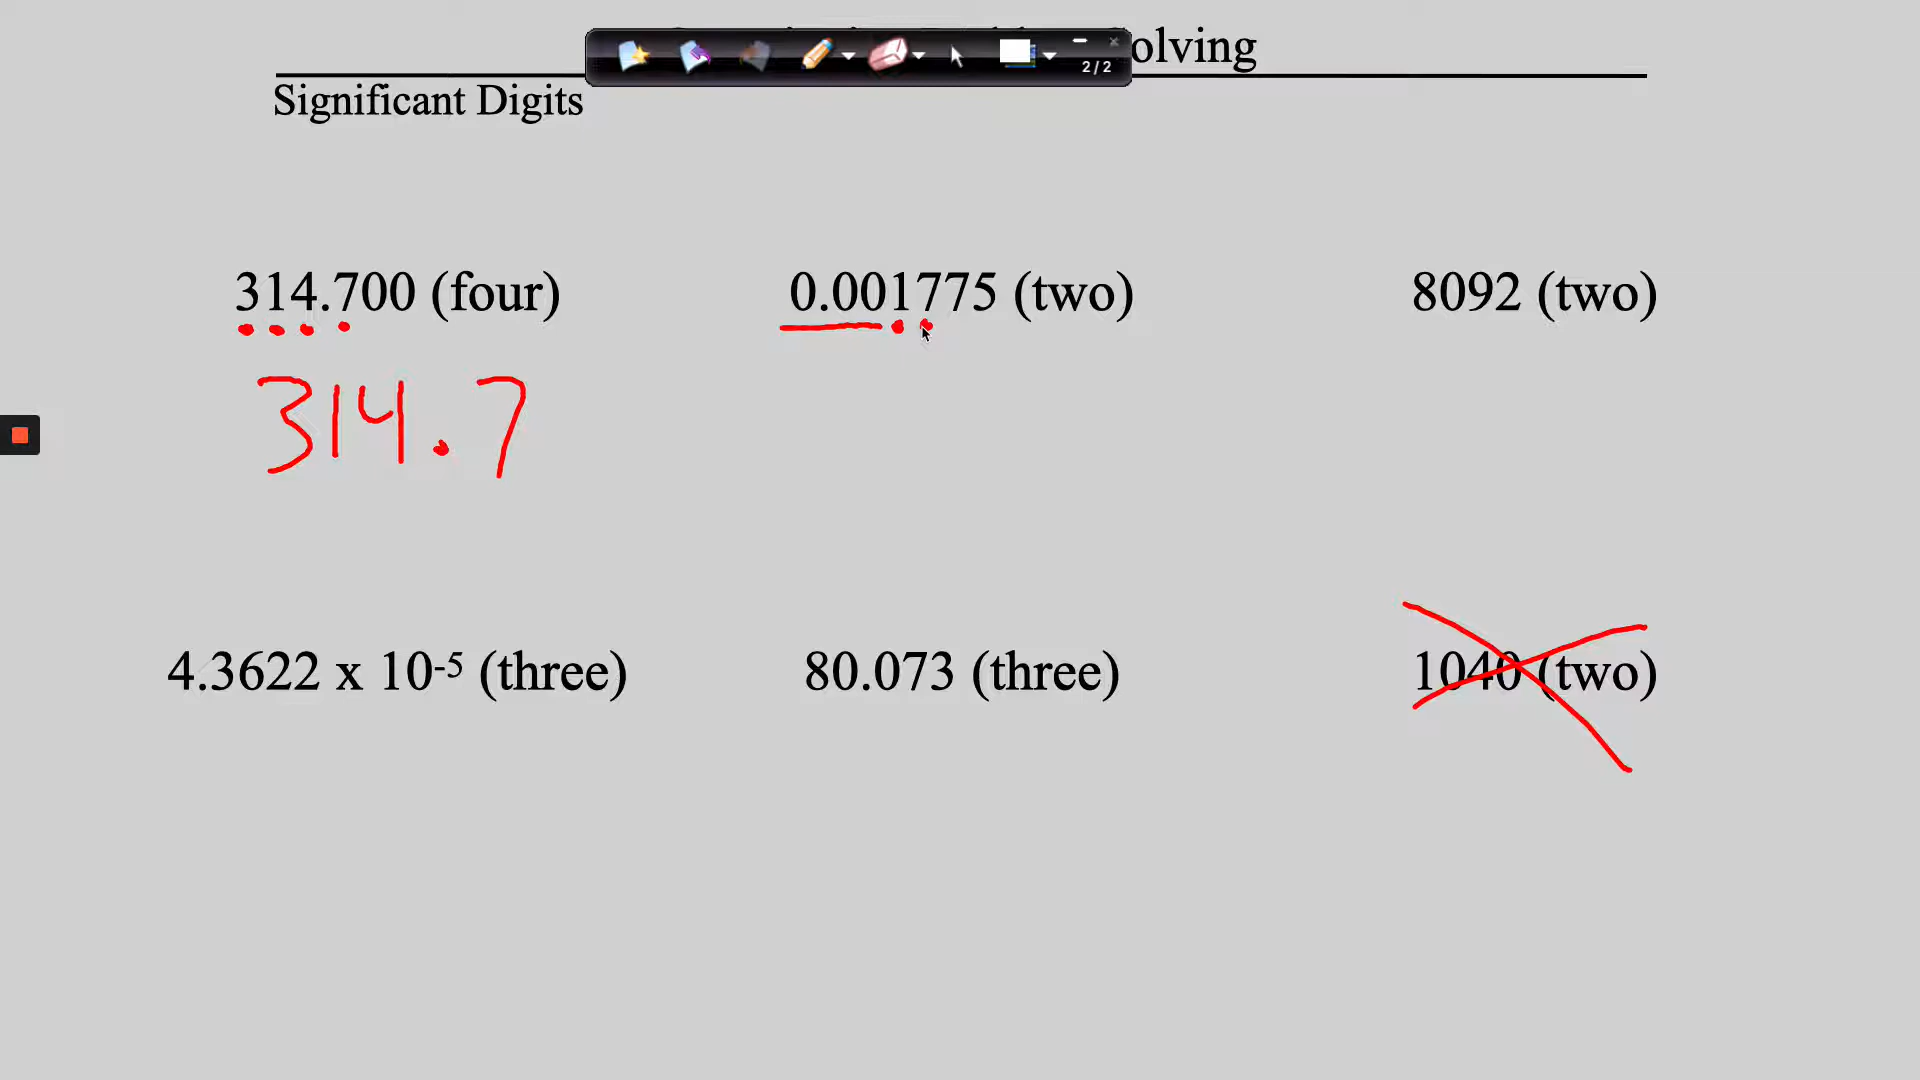 olving
2/2
Significant Digits
314.700 (four)
0.001775 (two)
8092 (two)
314.7
4.3622 x 10-5 (three)
80.073 (three)
1040 (two)